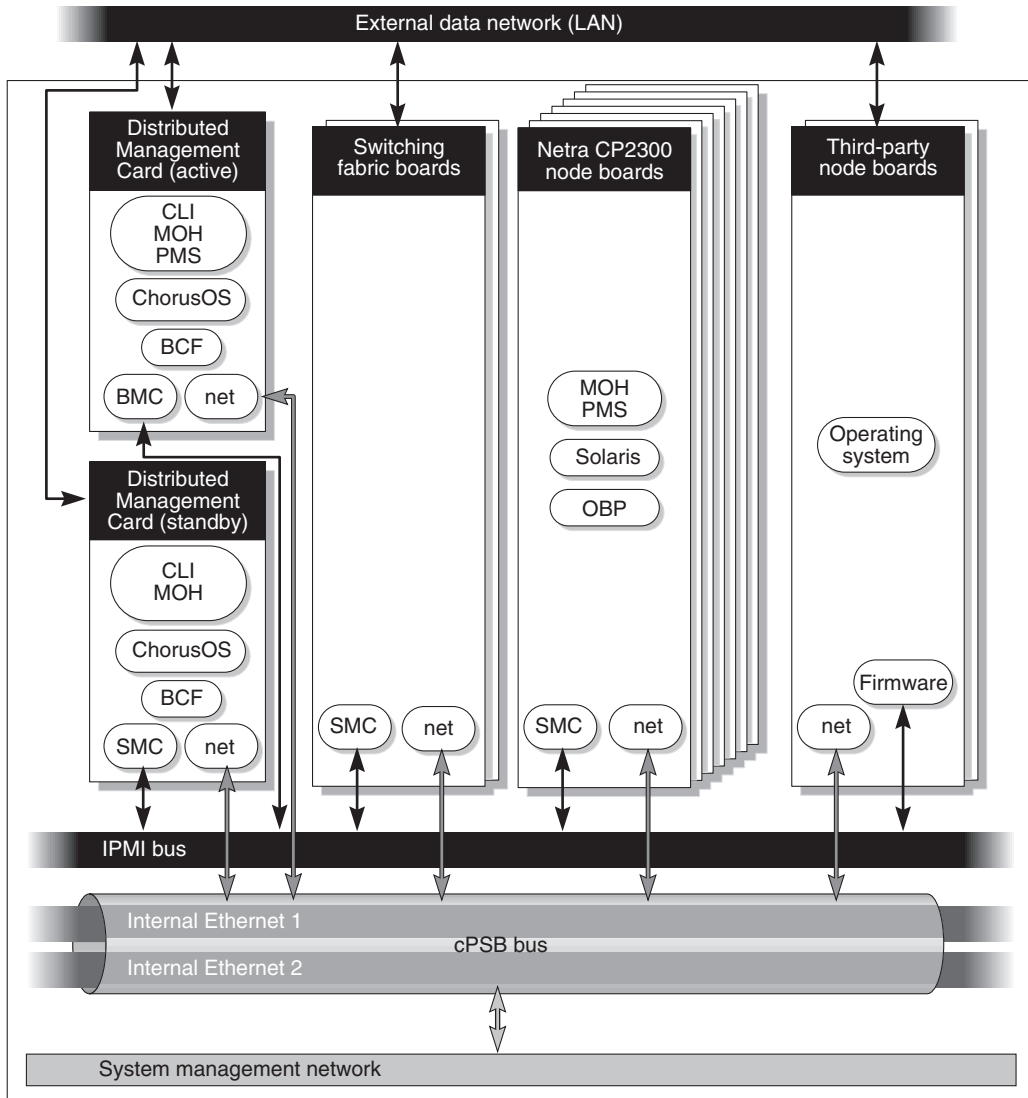 External data network (LAN)
Distributed
Management
Card (active)
CLI
MOH
PMS
ChorusOS
BCF
BMC
net
Distributed
Management
Card (standby)
CLI
MOH
ChorusOS
BCF
SMC
net
Switching
fabric boards
SMC
net
Netra CP2300
node boards
MOH
PMS
Solaris
OBP
SMC
net
Third-party
node boards
Operating
system
Firmware
net
IPMI bus
Internal Ethernet 1
cPSB bus
Internal Ethernet 2
System management network